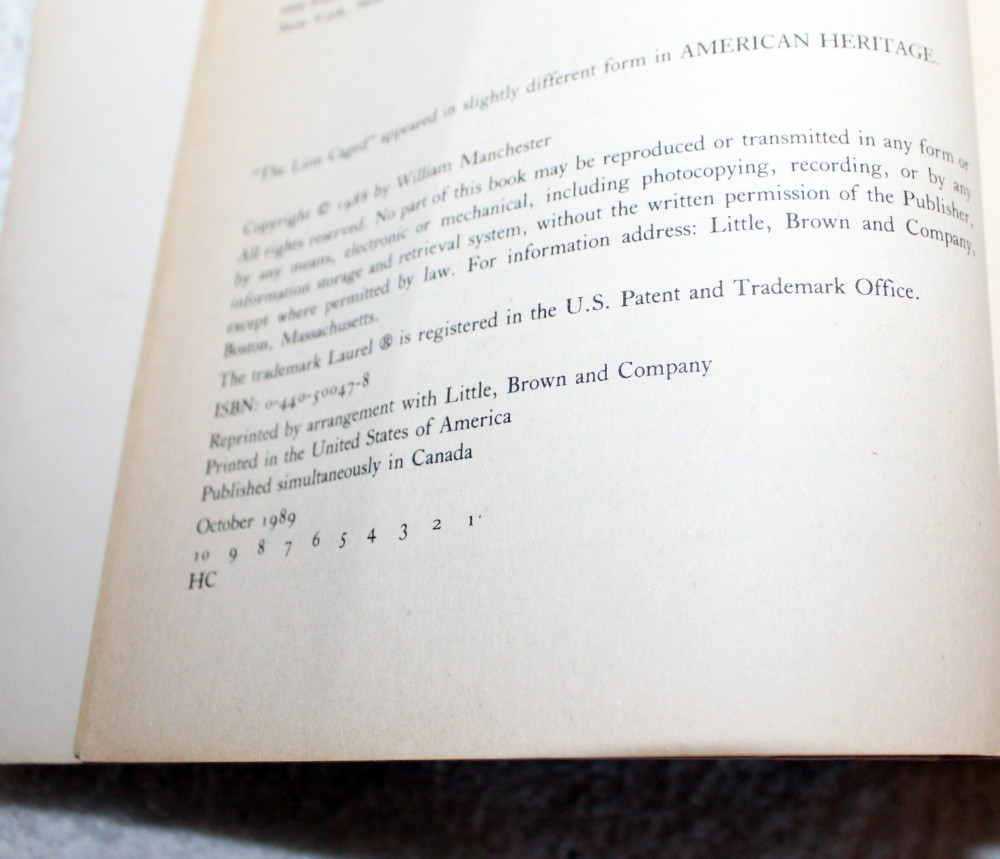 New York, New
"The Lion Caged" appeared in slightly different form in AMERICAN HERITAGE.
Copyright © 1988 by William Manchester
All rights reserved. No part of this book may be reproduced or transmitted in any form or
by any means, electronic or mechanical, including photocopying, recording, or by any
information storage and retrieval system, without the written permission of the Publisher,
except where permitted by law. For information address: Little, Brown and Company,
Boston, Massachusetts.
The trademark Laurel ® is registered in the U.S. Patent and Trademark Office.
ISBN: 0-440-50047-8
Reprinted by arrangement with Little, Brown and Company
Printed in the United States of America
Published simultaneously in Canada
October 1989
10 9 8 7 6 5 4 3 2 1
HC